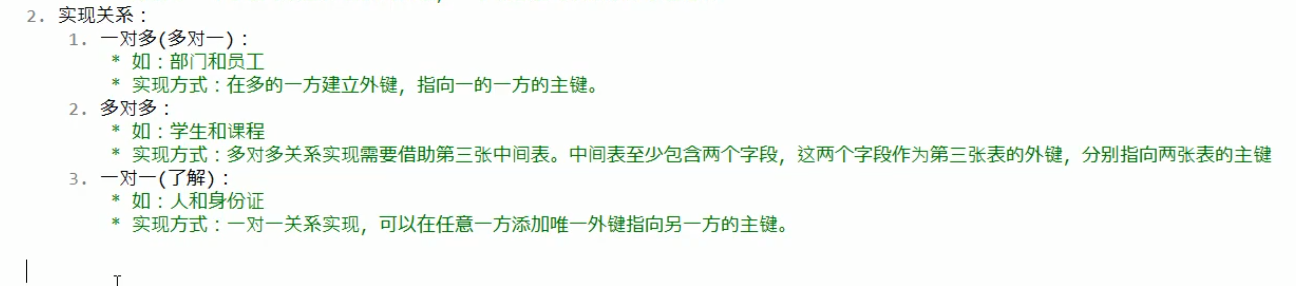 2. 实现关系：
1. 一对多(多对一)：
* 如：部门和员工
* 实现方式：在多的一方建立外键，指向一的一方的主键。
2. 多对多：
* 如：学生和课程
* 实现方式：多对多关系实现需要借助第三张中间表。中间表至少包含两个字段，这两个字段作为第三张表的外键，分别指向两张表的主键
3. 一对一(了解)：
* 如：人和身份证
* 实现方式：一对一关系实现，可以在任意一方添加唯一外键指向另一方的主键。